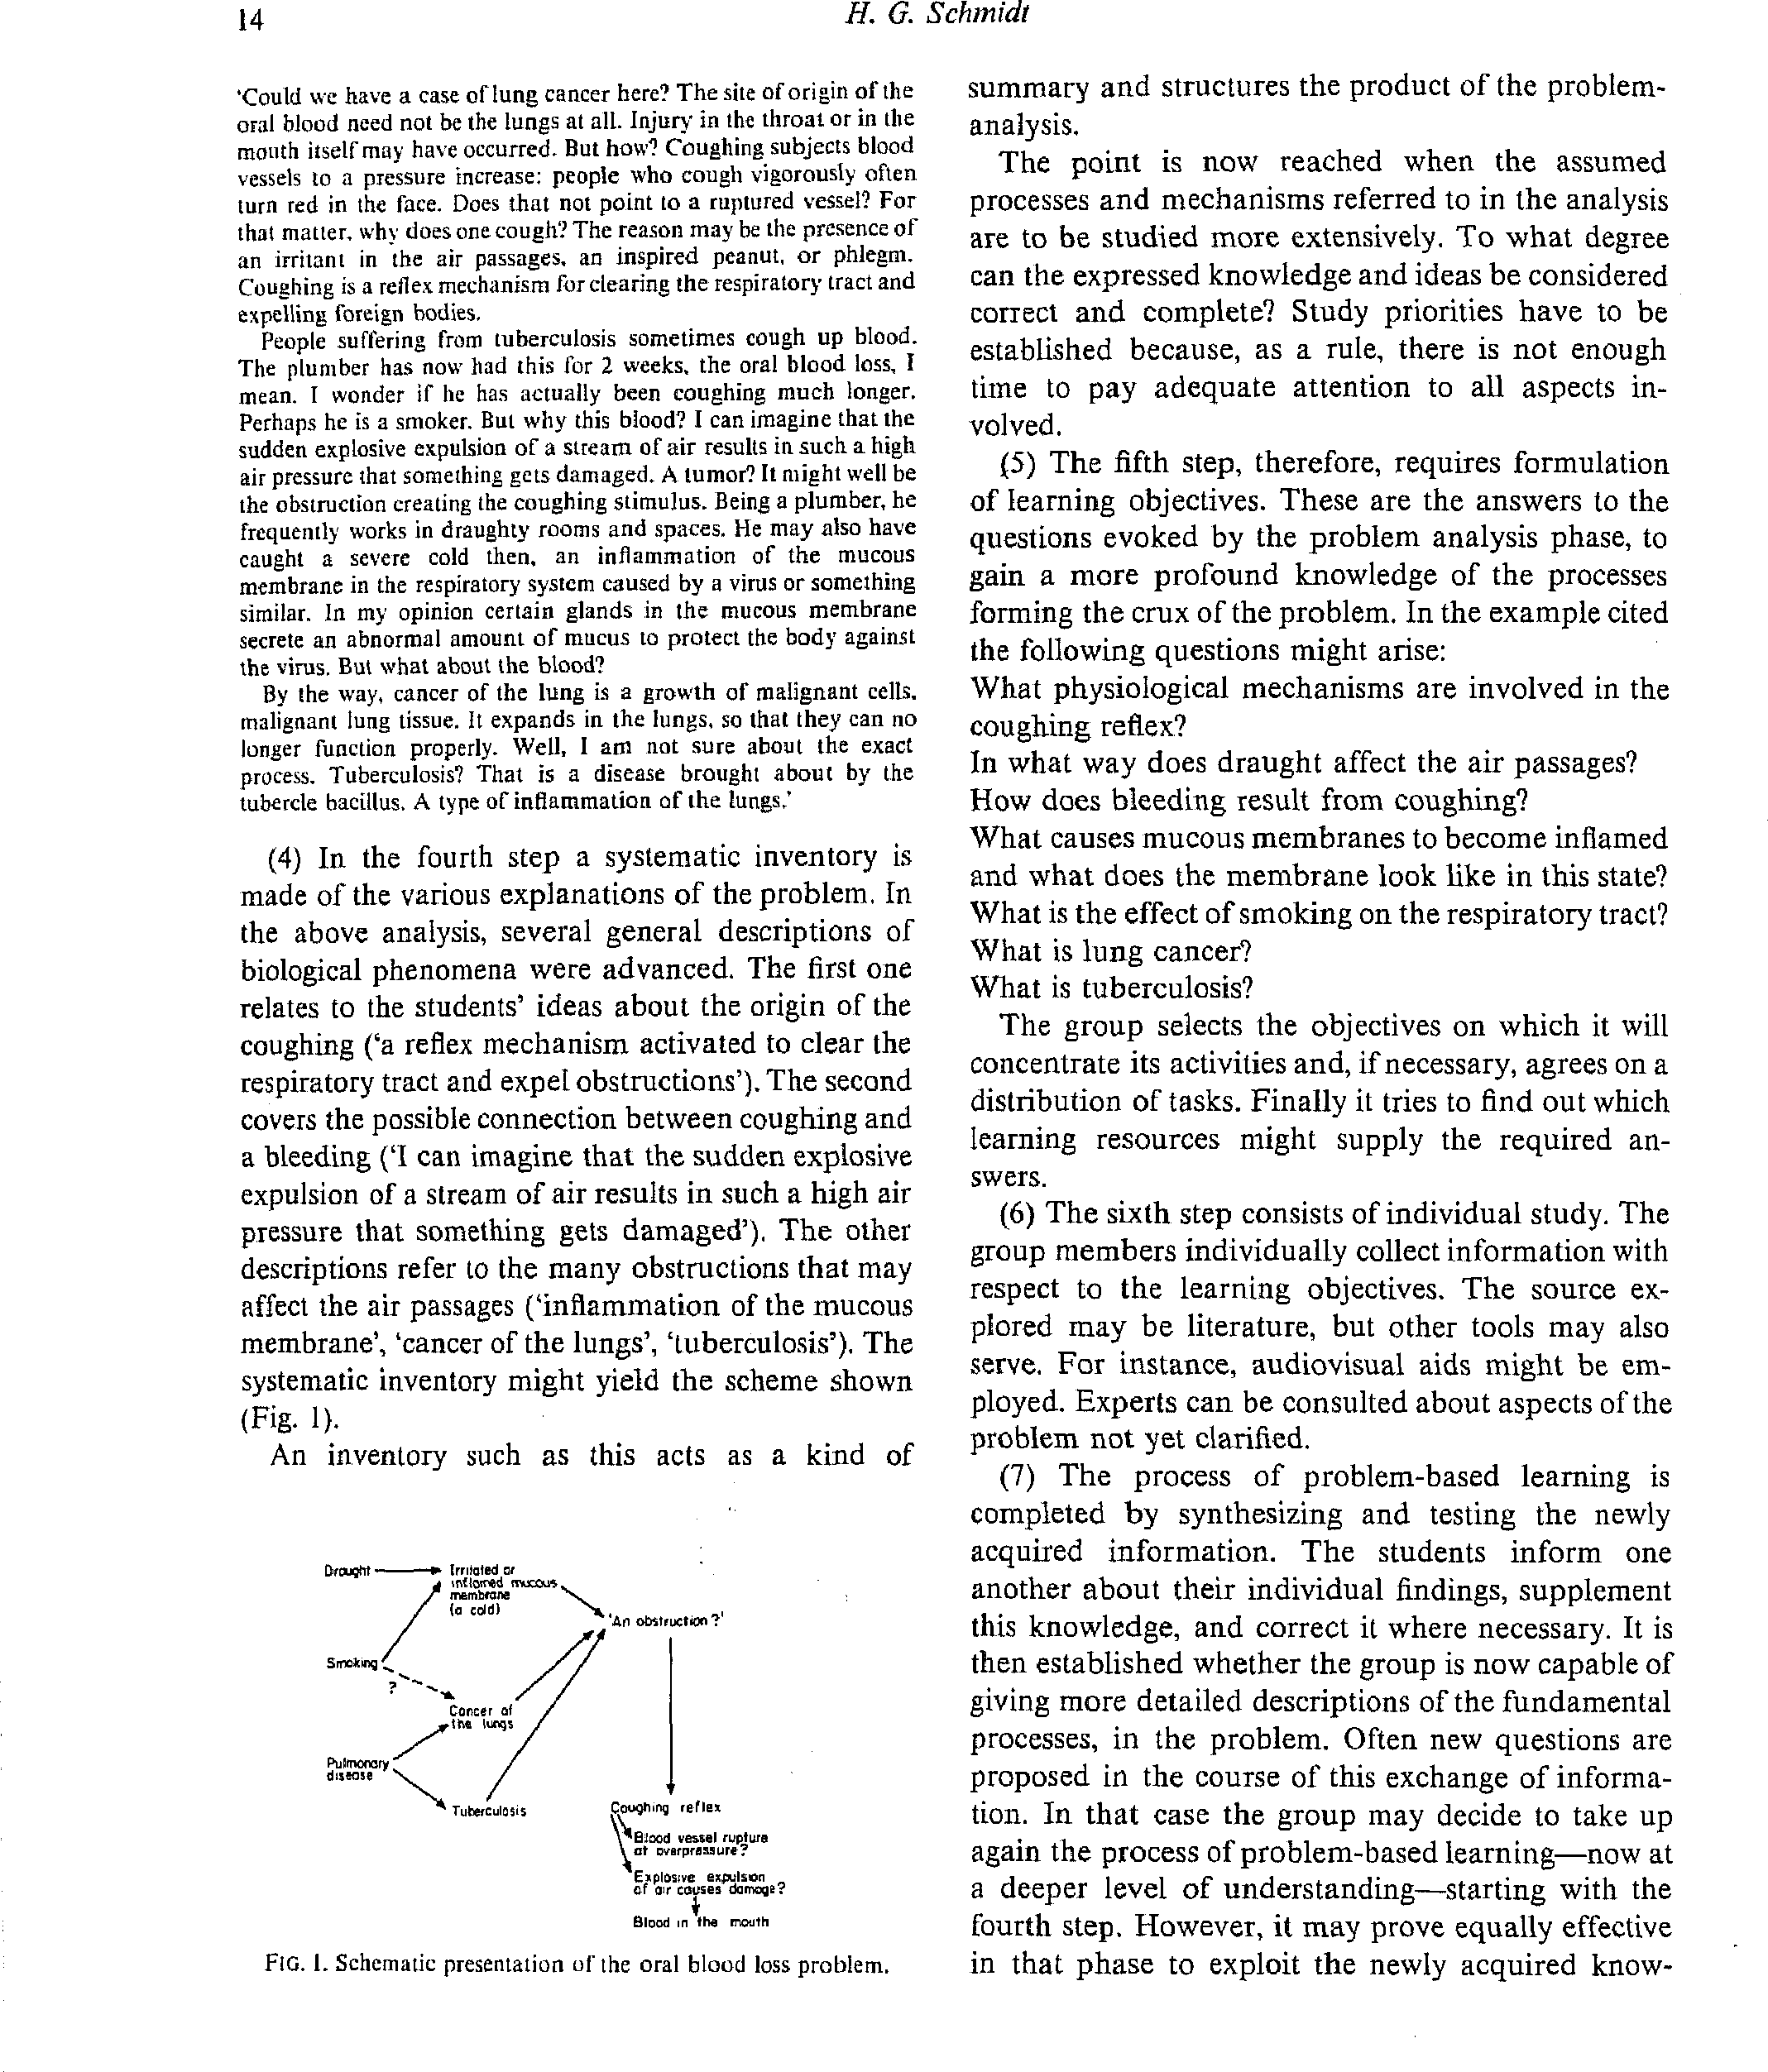 14
H. G. Schmidt
‘Could we have a case of lung cancer here? The site of origin of the
oral blood need not be the lungs at all. Injury in the throat or in the
mouth itself may have occurred. But how? Coughing subjects blood
vessels to a pressure increase: people who cough vigorously often
turn red in the face. Does that not point to a ruptured vessel? For
that matter, why does one cough? The reason may be the presence of
an irritant in the air passages, an inspired peanut, or phlegm.
Coughing is a reflex mechanism for clearing the respiratory tract and
expelling foreign bodies.
People suffering from tuberculosis sometimes cough up blood.
The plumber has now had this for 2 weeks, the oral blood loss, I
mean. I wonder if he has actually been coughing much longer.
Perhaps he is a smoker. But why this blood? I can imagine that the
sudden explosive expulsion of a stream of air results in such a high
air pressure that something gets damaged. A tumor? It might well be
the obstruction creating the coughing stimulus. Being a plumber, he
frequently works in draughty rooms and spaces. He may also have
caught a severe cold then, an inflammation of the mucous
membrane in the respiratory system caused by a virus or something
similar. In my opinion certain glands in the mucous membrane
secrete an abnormal amount of mucus to protect the body against
the virus. But what about the blood?
By the way, cancer of the lung is a growth of malignant cells,
malignant lung tissue. It expands in the lungs, so that they can no
longer function properly. Well, I am not sure about the exact
process. Tuberculosis? That is a disease brought about by the
tubercle bacillus. A type of inflammation of the lungs.’
(4) In the fourth step a systematic inventory is
made of the various explanations of the problem. In
the above analysis, several general descriptions of
biological phenomena were advanced. The first one
relates to the students’ ideas about the origin of the
coughing (‘a reflex mechanism activated to clear the
respiratory tract and expel obstructions’). The second
covers the possible connection between coughing and
a bleeding (‘I can imagine that the sudden explosive
expulsion of a stream of air results in such a high air
pressure that something gets damaged’). The other
descriptions refer to the many obstructions that may
affect the air passages (‘inflammation of the mucous
membrane’, ‘cancer of the lungs’, ‘tuberculosis’). The
systematic inventory might yield the scheme shown
(Fig. 1).
An inventory such as this acts as a kind of
Draught
Irritated or
inflamed mucous
membrane
(a cold)
‘An obstruction?’
Smoking
?
Cancer of
the lungs
Pulmonary
disease
Tuberculosis
Coughing reflex
Blood vessel rupture
at overpressure?
Explosive expulsion
of air causes damage?
Blood in the mouth
FIG. 1. Schematic presentation of the oral blood loss problem.
summary and structures the product of the problem-
analysis.
The point is now reached when the assumed
processes and mechanisms referred to in the analysis
are to be studied more extensively. To what degree
can the expressed knowledge and ideas be considered
correct and complete? Study priorities have to be
established because, as a rule, there is not enough
time to pay adequate attention to all aspects in-
volved.
(5) The fifth step, therefore, requires formulation
of learning objectives. These are the answers to the
questions evoked by the problem analysis phase, to
gain a more profound knowledge of the processes
forming the crux of the problem. In the example cited
the following questions might arise:
What physiological mechanisms are involved in the
coughing reflex?
In what way does draught affect the air passages?
How does bleeding result from coughing?
What causes mucous membranes to become inflamed
and what does the membrane look like in this state?
What is the effect of smoking on the respiratory tract?
What is lung cancer?
What is tuberculosis?
The group selects the objectives on which it will
concentrate its activities and, if necessary, agrees on a
distribution of tasks. Finally it tries to find out which
learning resources might supply the required an-
swers.
(6) The sixth step consists of individual study. The
group members individually collect information with
respect to the learning objectives. The source ex-
plored may be literature, but other tools may also
serve. For instance, audiovisual aids might be em-
ployed. Experts can be consulted about aspects of the
problem not yet clarified.
(7) The process of problem-based learning is
completed by synthesizing and testing the newly
acquired information. The students inform one
another about their individual findings, supplement
this knowledge, and correct it where necessary. It is
then established whether the group is now capable of
giving more detailed descriptions of the fundamental
processes, in the problem. Often new questions are
proposed in the course of this exchange of informa-
tion. In that case the group may decide to take up
again the process of problem-based learning—now at
a deeper level of understanding—starting with the
fourth step. However, it may prove equally effective
in that phase to exploit the newly acquired know-